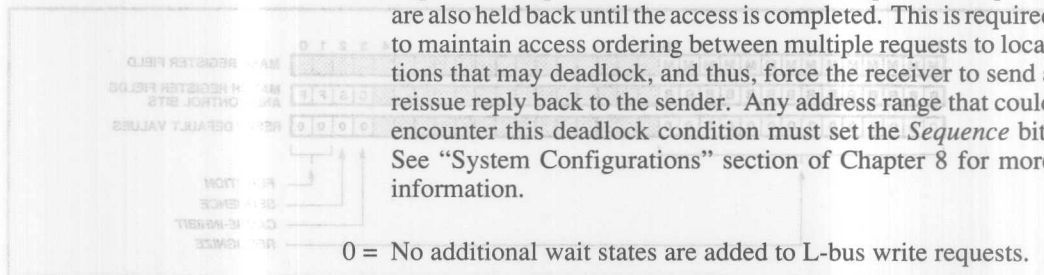 are also held back until the access is completed. This is required
to maintain access ordering between multiple requests to loca-
tions that may deadlock, and thus, force the receiver to send a
reissue reply back to the sender. Any address range that could
encounter this deadlock condition must set the Sequence bit.
See “System Configurations” section of Chapter 8 for more
information.
0 = No additional wait states are added to L-bus write requests.